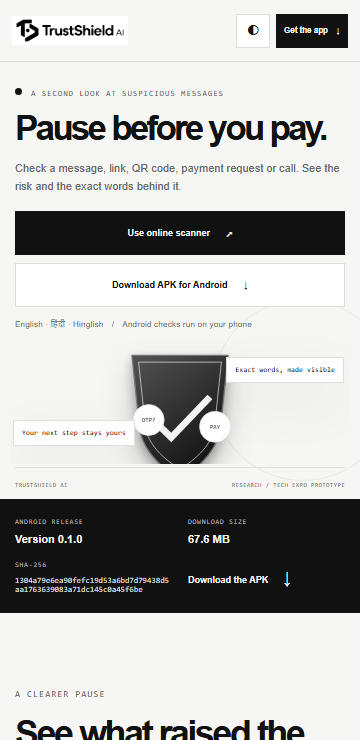 TrustShield AI
Get the app ↓
A SECOND LOOK AT SUSPICIOUS MESSAGES
Pause before you pay.
Check a message, link, QR code, payment request or call. See the
risk and the exact words behind it.
Use online scanner ↗
Download APK for Android ↓
English · हिंदी · Hinglish / Android checks run on your phone
Exact words, made visible
OTP?
PAY
Your next step stays yours
TRUSTSHIELD AI
RESEARCH / TECH EXPO PROTOTYPE
ANDROID RELEASE
Version 0.1.0
DOWNLOAD SIZE
67.6 MB
SHA-256
1304a79e6ea90fefc19d53a6bd7d79438d5
aa1763639083a71dc145c0a45f6be
Download the APK ↓
A CLEARER PAUSE
See what raised the